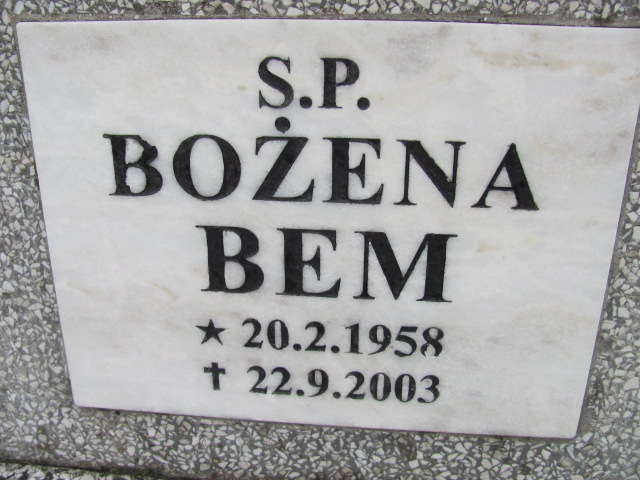 S.P.
BOŻENA
BEM
★ 20.2.1958
✝ 22.9.2003